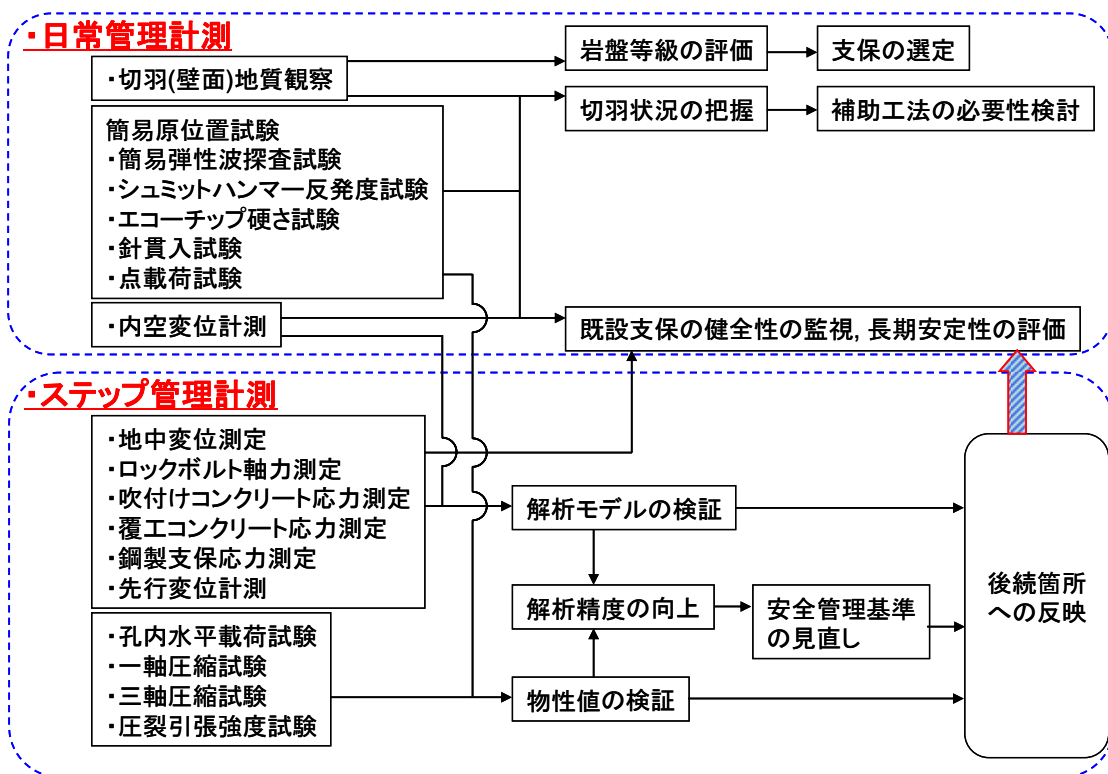 ・日常管理計測
・切羽(壁面)地質観察
岩盤等級の評価
支保の選定
切羽状況の把握
補助工法の必要性検討
簡易原位置試験
・簡易弾性波探査試験
・シュミットハンマー反発度試験
・エコーチップ硬さ試験
・針貫入試験
・点載荷試験
・内空変位計測
既設支保の健全性の監視, 長期安定性の評価
・ステップ管理計測
・地中変位測定
・ロックボルト軸力測定
・吹付けコンクリート応力測定
・覆工コンクリート応力測定
・鋼製支保応力測定
・先行変位計測
解析モデルの検証
解析精度の向上
安全管理基準
の見直し
後続箇所
への反映
・孔内水平載荷試験
・一軸圧縮試験
・三軸圧縮試験
・圧裂引張強度試験
物性値の検証